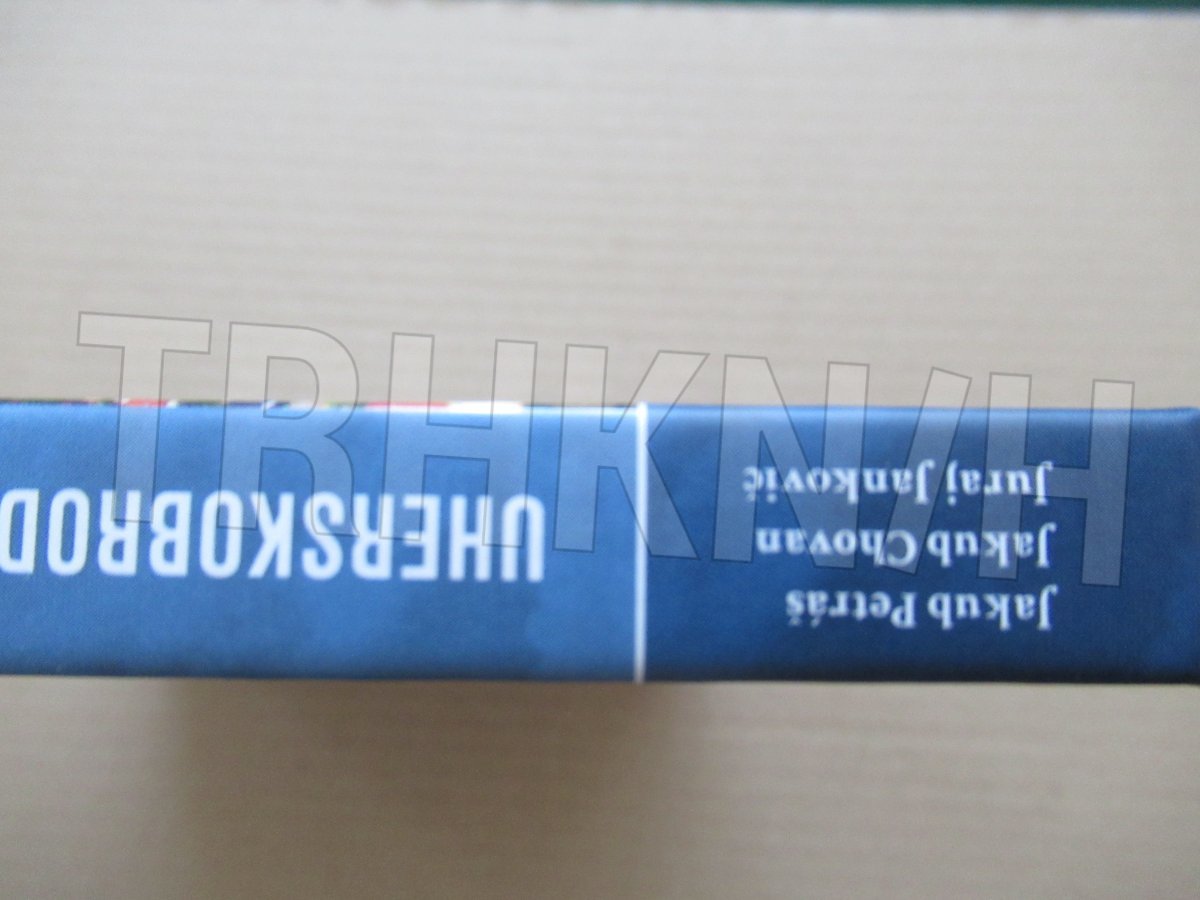 Jakub Petráš
Jakub Chovan
Juraj Jankovič
UHERSKOBROD
TRHKNIH